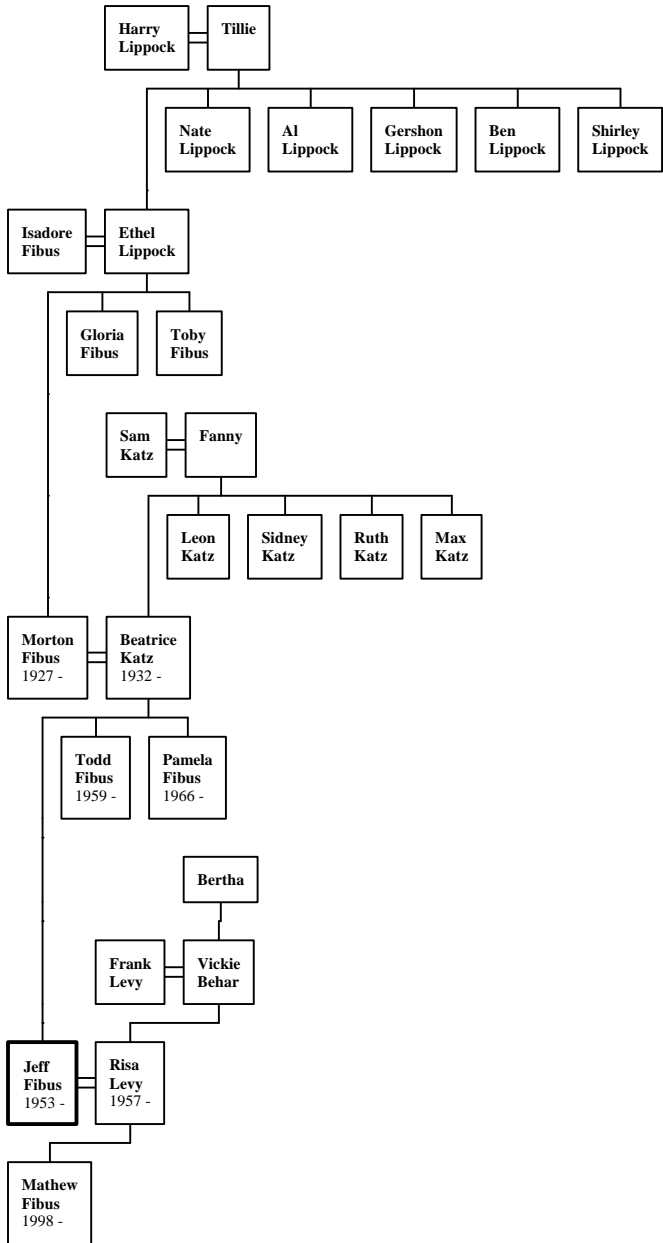 Harry
Lippock
Tillie
Nate
Lippock
Al
Lippock
Gershon
Lippock
Ben
Lippock
Shirley
Lippock
Isadore
Fibus
Ethel
Lippock
Gloria
Fibus
Toby
Fibus
Sam
Katz
Fanny
Leon
Katz
Sidney
Katz
Ruth
Katz
Max
Katz
Morton
Fibus
1927 -
Beatrice
Katz
1932 -
Todd
Fibus
1959 -
Pamela
Fibus
1966 -
Bertha
Frank
Levy
Vickie
Behar
Jeff
Fibus
1953 -
Risa
Levy
1957 -
Mathew
Fibus
1998 -